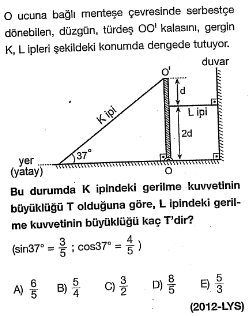 O ucuna bağlı menteşe çevresinde serbestçe
dönebilen, düzgün, türdeş OO' kalasını, gergin
K, L ipleri şekildeki konumda dengede tutuyor.
duvar
O'
d
K ipi
L ipi
2d
yer
(yatay)
37°
O
Bu durumda K ipindeki gerilme kuvvetinin
büyüklüğü T olduğuna göre, L ipindeki geril-
me kuvvetinin büyüklüğü kaç T'dir?
(sin37° = 3/5 ; cos37° = 4/5)
A) 6/5 B) 5/4 C) 3/2 D) 8/5 E) 5/3
(2012-LYS)